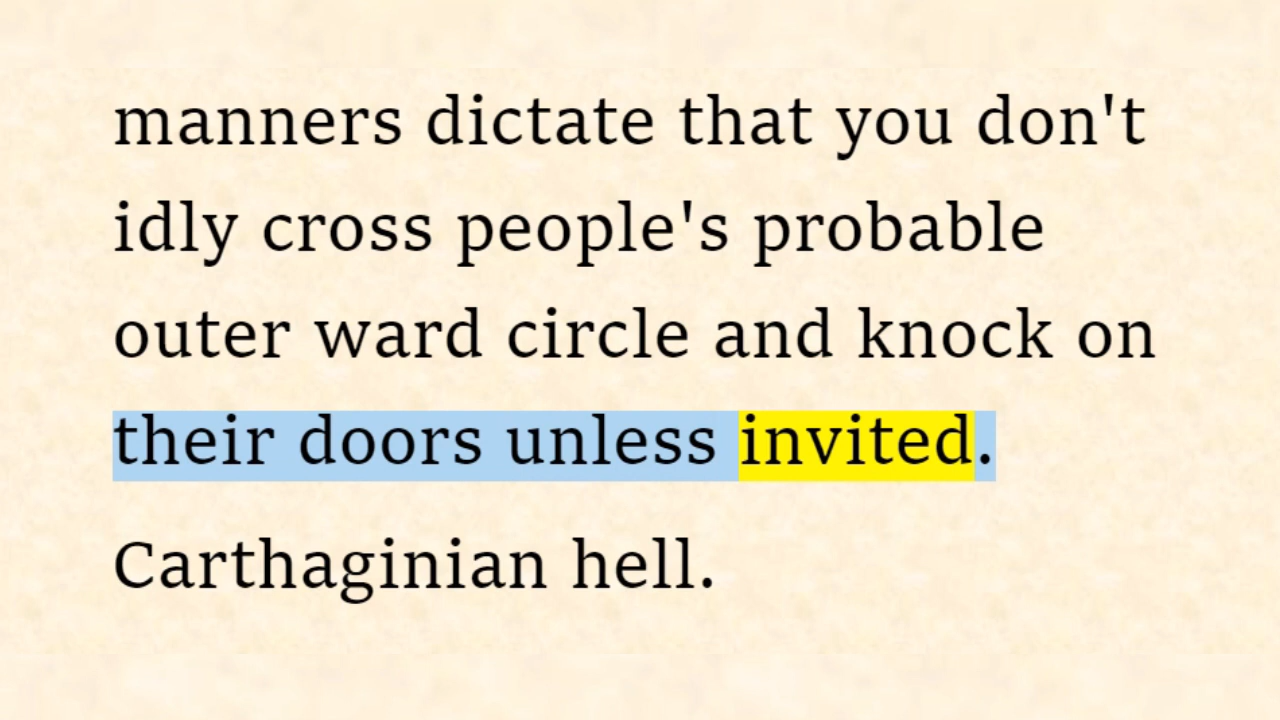 manners dictate that you don't
idly cross people's probable
outer ward circle and knock on
their doors unless invited.
Carthaginian hell.